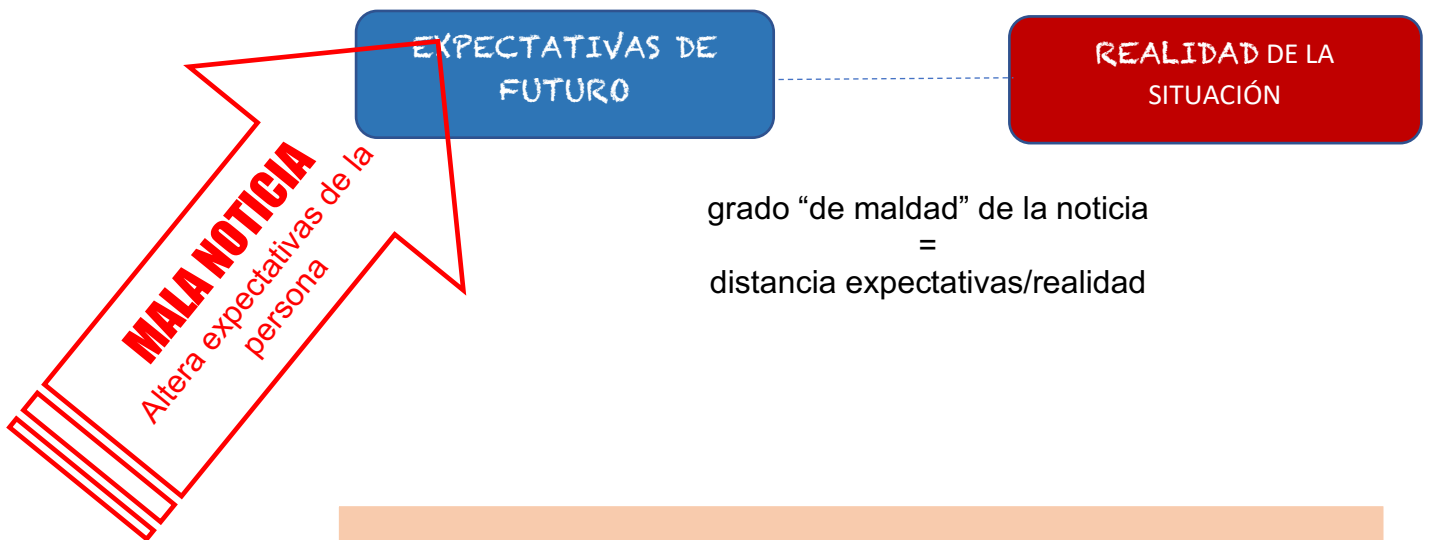 EXPECTATIVAS DE
FUTURO
REALIDAD DE LA
SITUACIÓN
MALA NOTICIA
Altera expectativas de la
persona
grado “de maldad” de la noticia
=
distancia expectativas/realidad